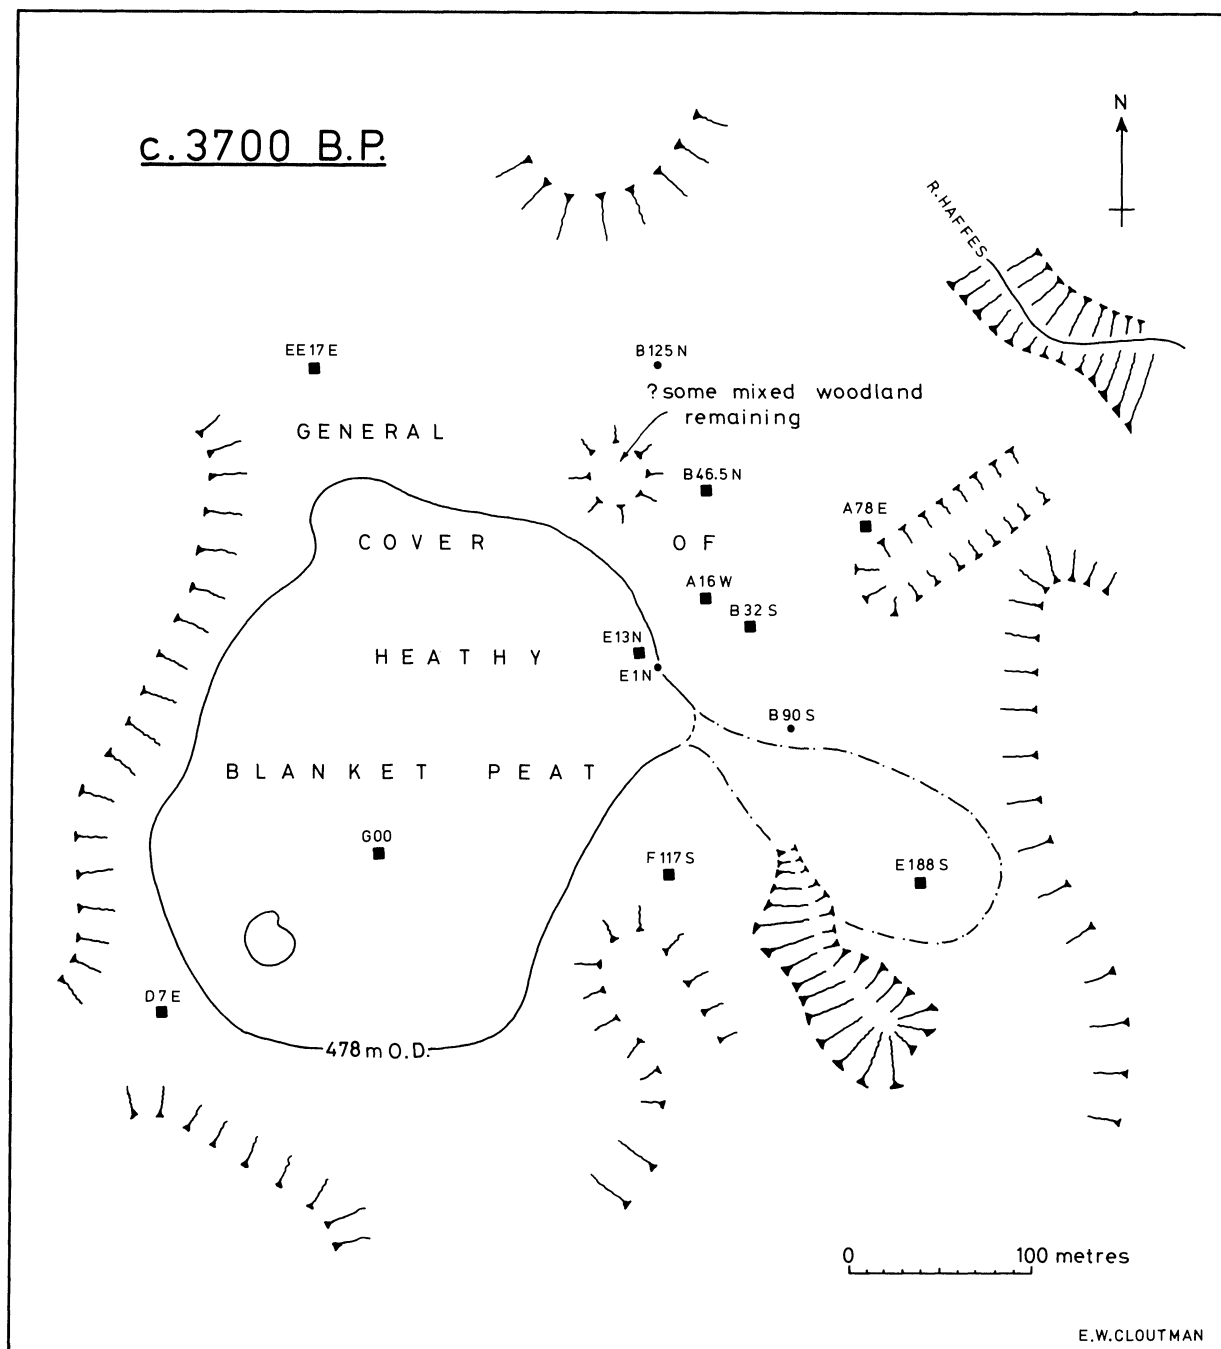 c. 3700 B.P.
N
R. HAFFES
EE17E
B125N
?some mixed woodland
remaining
GENERAL
B46.5N
A78E
COVER
OF
A16W
B32S
E13N
HEATHY
E1N
B90S
BLANKET PEAT
G00
F117S
E188S
D7E
478m O.D.
0 100 metres
E.W.CLOUTMAN